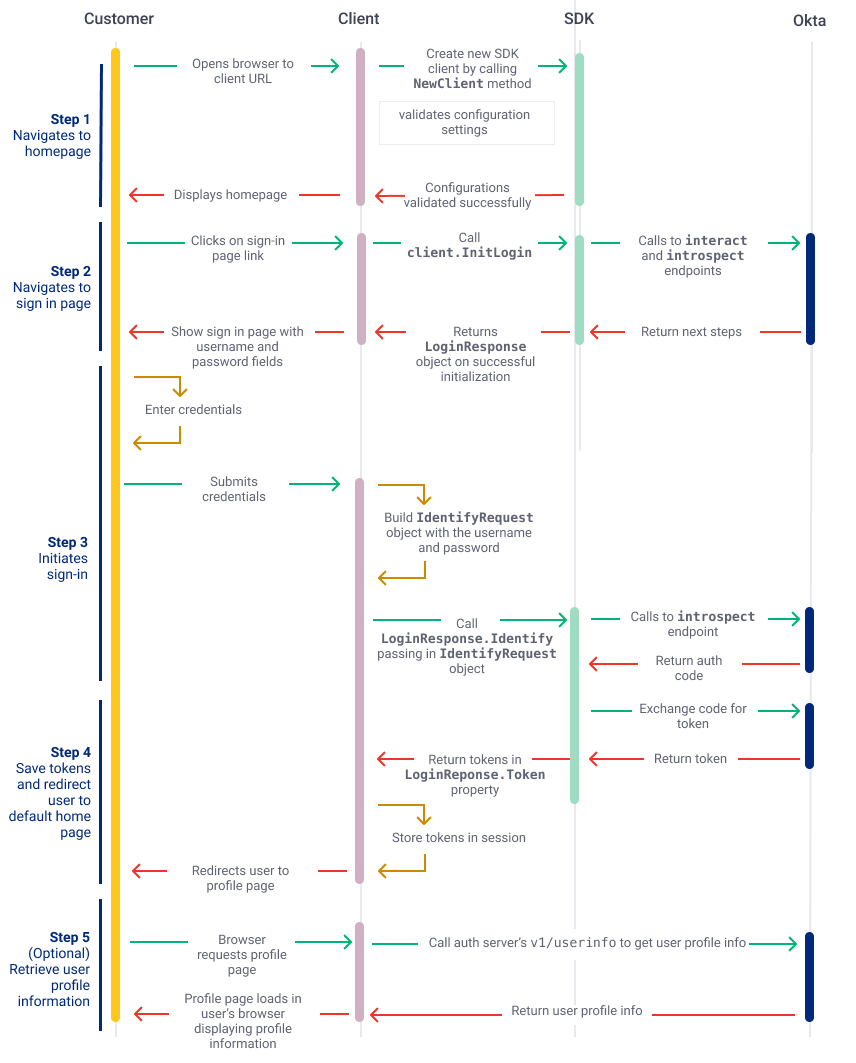 Customer
Client
SDK
Okta
Opens browser to
client URL
Create new SDK
client by calling
NewClient method
validates configuration
settings
Step 1
Navigates to
homepage
Displays homepage
Configurations
validated successfully
Clicks on sign-in
page link
Call
client.InitLogin
Calls to interact
and introspect
endpoints
Step 2
Navigates to
sign in page
Show sign in page with
username and
password fields
Returns
LoginResponse
object on successful
initialization
Return next steps
Enter credentials
Submits
credentials
Build IdentifyRequest
object with the username
and password
Step 3
Initiates
sign-in
Call
LoginResponse.Identify
passing in IdentifyRequest
object
Calls to introspect
endpoint
Return auth
code
Exchange code for
token
Step 4
Save tokens
and redirect
user to
default home
page
Return tokens in
LoginReponse.Token
property
Return token
Store tokens in session
Redirects user to
profile page
Step 5
(Optional)
Retrieve user
profile
information
Browser
requests profile
page
Call auth server's v1/userinfo to get user profile info
Profile page loads in
user's browser
displaying profile
information
Return user profile info